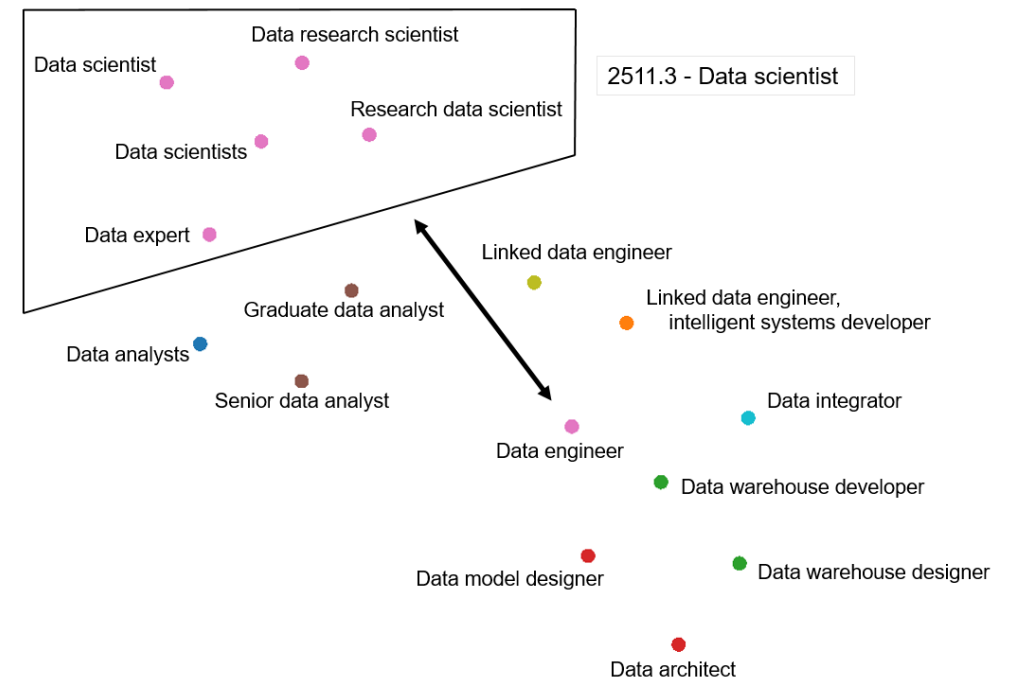 Data research scientist
Data scientist
2511.3 - Data scientist
Research data scientist
Data scientists
Data expert
Linked data engineer
Graduate data analyst
Linked data engineer,
intelligent systems developer
Data analysts
Senior data analyst
Data integrator
Data engineer
Data warehouse developer
Data model designer
Data warehouse designer
Data architect